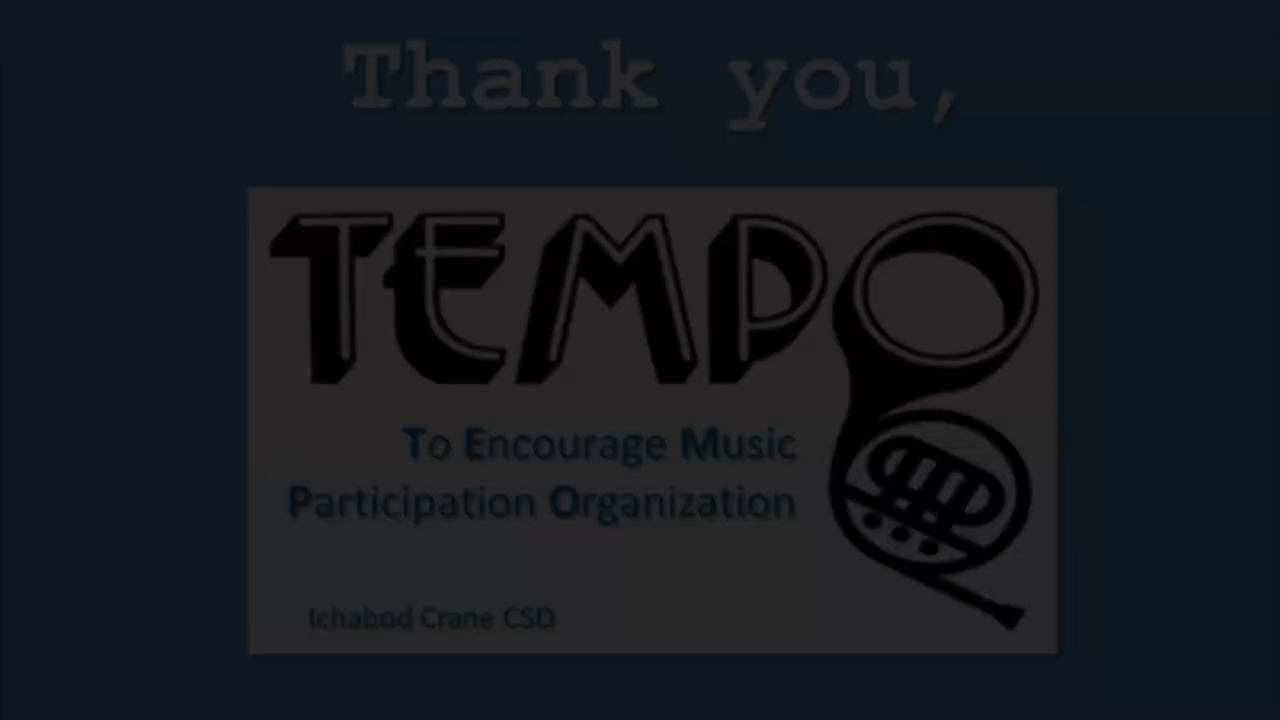 Thank you,
TEMPO
To Encourage Music
Participation Organization
Ichabod Crane CSD